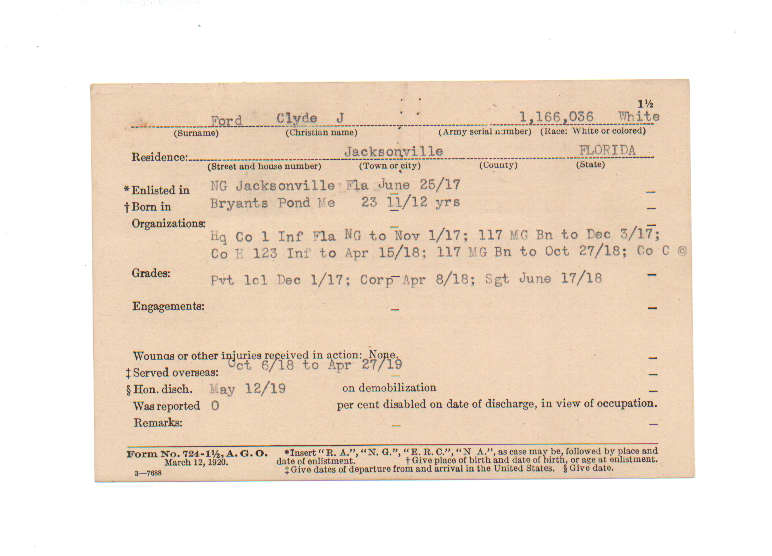 1½
Ford Clyde J 1,166,036 White
(Surname) (Christian name) (Army serial number) (Race: White or colored)
Residence: Jacksonville FLORIDA
(Street and house number) (Town or city) (County) (State)
*Enlisted in NG Jacksonville Fla June 25/17
†Born in Bryants Pond Me 23 11/12 yrs
Organizations:
Hq Co 1 Inf Fla NG to Nov 1/17; 117 MG Bn to Dec 3/17;
Co H 123 Inf to Apr 15/18; 117 MG Bn to Oct 27/18; Co C @
Grades: Pvt 1cl Dec 1/17; Corp Apr 8/18; Sgt June 17/18
Engagements: –
Wounds or other injuries received in action: None.
‡Served overseas: Oct 6/18 to Apr 27/19
§Hon. disch. May 12/19 on demobilization
Was reported 0 per cent disabled on date of discharge, in view of occupation.
Remarks: –
Form No. 724-1½, A. G. O. *Insert "R. A.", "N. G.", "E. R. C.", "N A.", as case may be, followed by place and
March 12, 1920. date of enlistment. †Give place of birth and date of birth, or age at enlistment.
3—7688 ‡Give dates of departure from and arrival in the United States. §Give date.